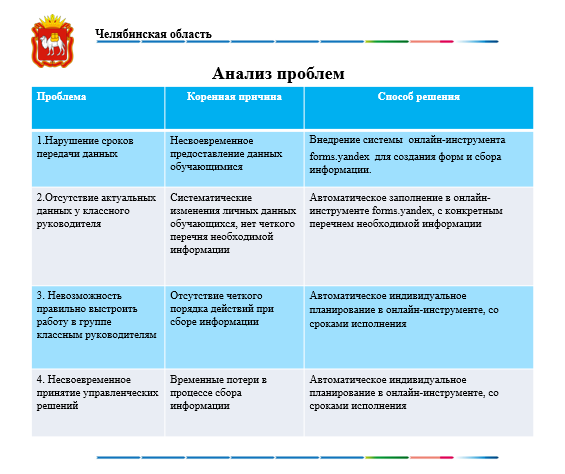 Челябинская область
Анализ проблем
Проблема
Коренная причина
Способ решения
1.Нарушение сроков
передачи данных
Несвоевременное
предоставление данных
обучающимися
Внедрение системы онлайн-инструмента
forms.yandex для создания форм и сбора
информации.
2.Отсутствие актуальных
данных у классного
руководителя
Систематические
изменения личных данных
обучающихся, нет четкого
перечня необходимой
информации
Автоматическое заполнение в онлайн-
инструменте forms.yandex, с конкретным
перечнем необходимой информации
3. Невозможность
правильно выстроить
работу в группе
классным руководителям
Отсутствие четкого
порядка действий при
сборе информации
Автоматическое индивидуальное
планирование в онлайн-инструменте, со
сроками исполнения
4. Несвоевременное
принятие управленческих
решений
Временные потери в
процессе сбора
информации
Автоматическое индивидуальное
планирование в онлайн-инструменте, со
сроками исполнения